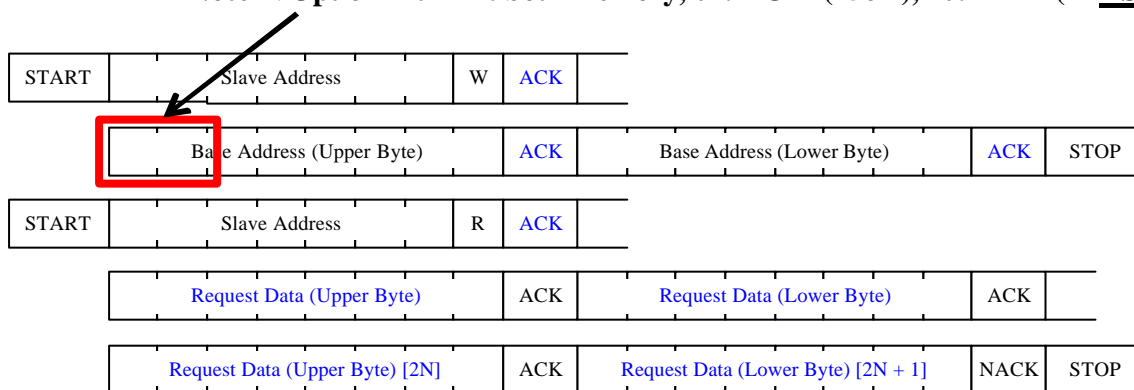 START Slave Address W ACK
Base Address (Upper Byte) ACK Base Address (Lower Byte) ACK STOP
START Slave Address R ACK
Request Data (Upper Byte) ACK Request Data (Lower Byte) ACK
Request Data (Upper Byte) [2N] ACK Request Data (Lower Byte) [2N + 1] NACK STOP